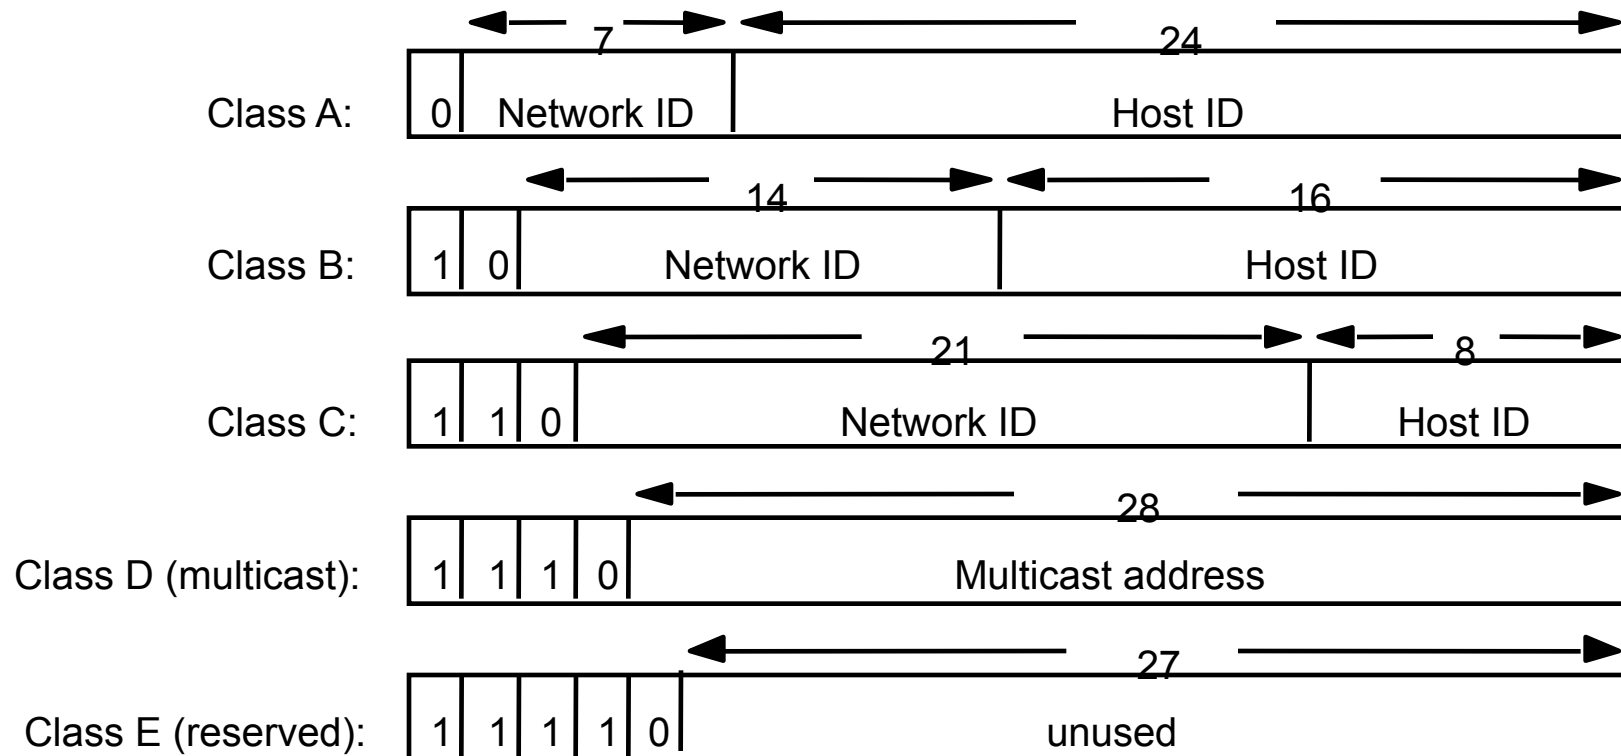 7 24
Class A: 0 Network ID Host ID
14 16
Class B: 1 0 Network ID Host ID
21 8
Class C: 1 1 0 Network ID Host ID
28
Class D (multicast): 1 1 1 0 Multicast address
27
Class E (reserved): 1 1 1 1 0 unused